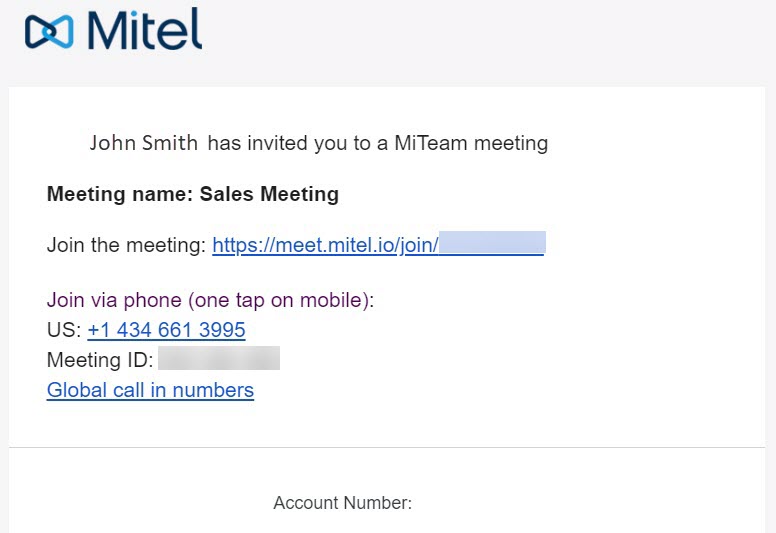 Mitel
John Smith has invited you to a MiTeam meeting
Meeting name: Sales Meeting
Join the meeting: https://meet.mitel.io/join/
Join via phone (one tap on mobile):
US: +1 434 661 3995
Meeting ID:
Global call in numbers
Account Number: